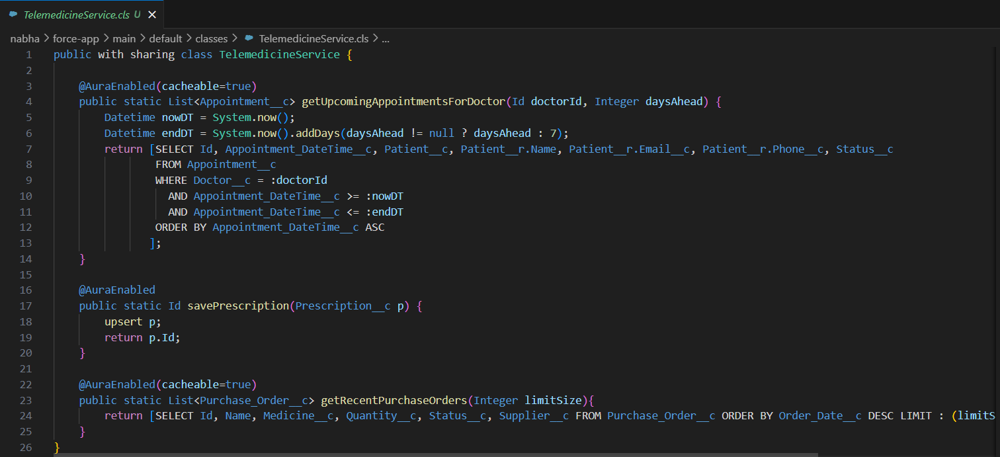 TelemedicineService.cls U ×
nabha > force-app > main > default > classes > TelemedicineService.cls > ...
1 public with sharing class TelemedicineService {
2
3 @AuraEnabled(cacheable=true)
4 public static List<Appointment__c> getUpcomingAppointmentsForDoctor(Id doctorId, Integer daysAhead) {
5 Datetime nowDT = System.now();
6 Datetime endDT = System.now().addDays(daysAhead != null ? daysAhead : 7);
7 return [SELECT Id, Appointment_DateTime__c, Patient__c, Patient__r.Name, Patient__r.Email__c, Patient__r.Phone__c, Status__c
8 FROM Appointment__c
9 WHERE Doctor__c = :doctorId
10 AND Appointment_DateTime__c >= :nowDT
11 AND Appointment_DateTime__c <= :endDT
12 ORDER BY Appointment_DateTime__c ASC
13 ];
14 }
15
16 @AuraEnabled
17 public static Id savePrescription(Prescription__c p) {
18 upsert p;
19 return p.Id;
20 }
21
22 @AuraEnabled(cacheable=true)
23 public static List<Purchase_Order__c> getRecentPurchaseOrders(Integer limitSize){
24 return [SELECT Id, Name, Medicine__c, Quantity__c, Status__c, Supplier__c FROM Purchase_Order__c ORDER BY Order_Date__c DESC LIMIT : (limitS
25 }
26 }